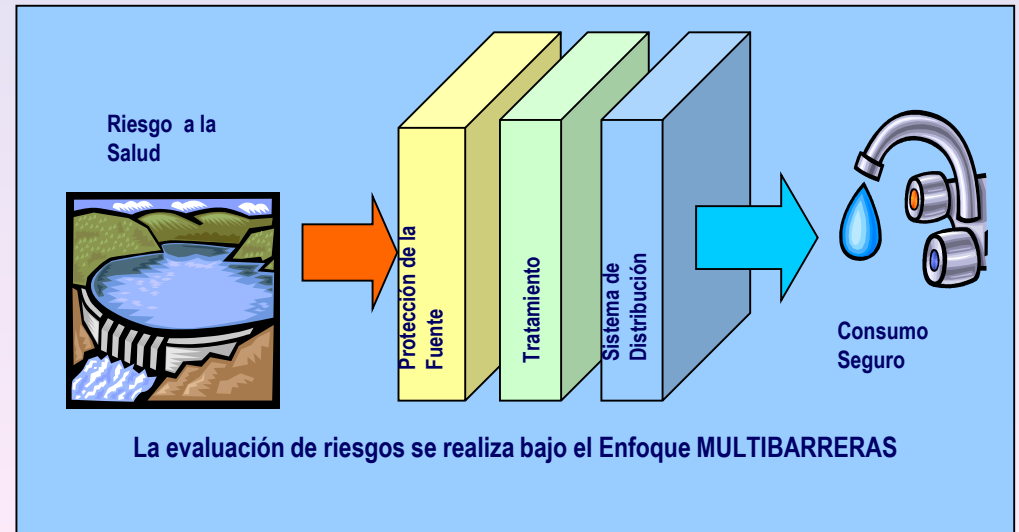 Riesgo a la
Salud
Protección de la
Fuente
Tratamiento
Sistema de
Distribución
Consumo
Seguro
La evaluación de riesgos se realiza bajo el Enfoque MULTIBARRERAS